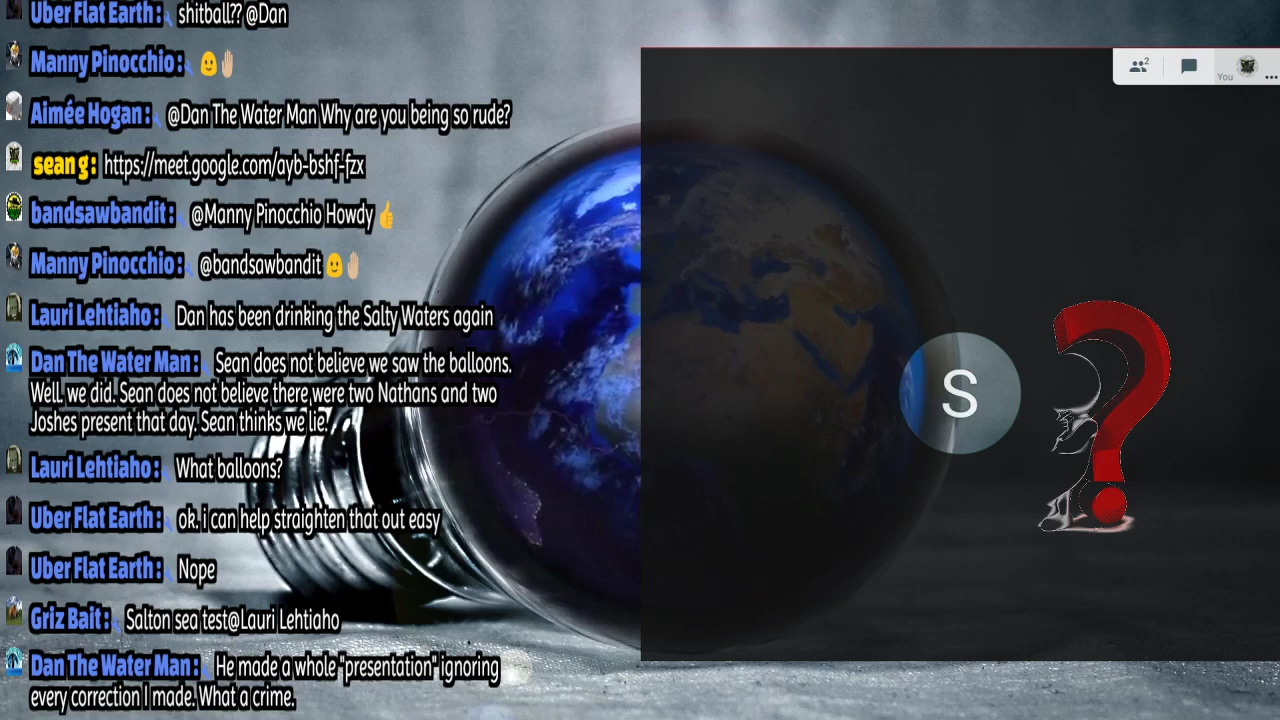 Uber Flat Earth: shitball?? @Dan
Manny Pinocchio: 🙂🤚🏼
Aimée Hogan: @Dan The Water Man Why are you being so rude?
sean g: https://meet.google.com/ayb-bshf-fzx
bandsawbandit: @Manny Pinocchio Howdy 👍
Manny Pinocchio: @bandsawbandit 🙂🤚🏼
Lauri Lehtiaho: Dan has been drinking the Salty Waters again
Dan The Water Man: Sean does not believe we saw the balloons.
Well, we did. Sean does not believe there were two Nathans and two
Joshes present that day. Sean thinks we lie.
Lauri Lehtiaho: What balloons?
Uber Flat Earth: ok. i can help straighten that out easy
Uber Flat Earth: Nope
Griz Bait: Salton sea test@Lauri Lehtiaho
Dan The Water Man: He made a whole "presentation" ignoring
every correction I made. What a crime.
2
You
S
?